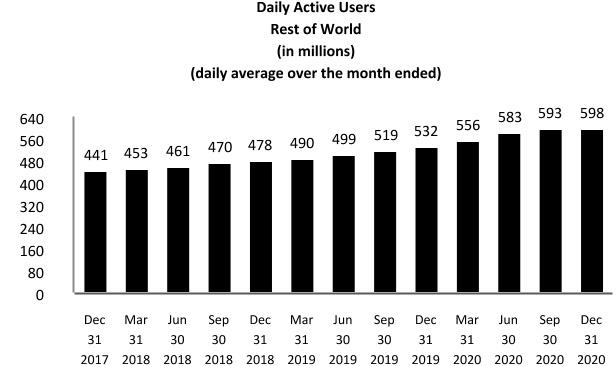 Daily Active Users
Rest of World
(in millions)
(daily average over the month ended)
640
560
480
400
320
240
160
80
0
441 453 461 470 478 490 499 519 532 556 583 593 598
Dec Mar Jun Sep Dec Mar Jun Sep Dec Mar Jun Sep Dec
31 31 30 30 31 31 30 30 31 31 30 30 31
2017 2018 2018 2018 2018 2019 2019 2019 2019 2020 2020 2020 2020